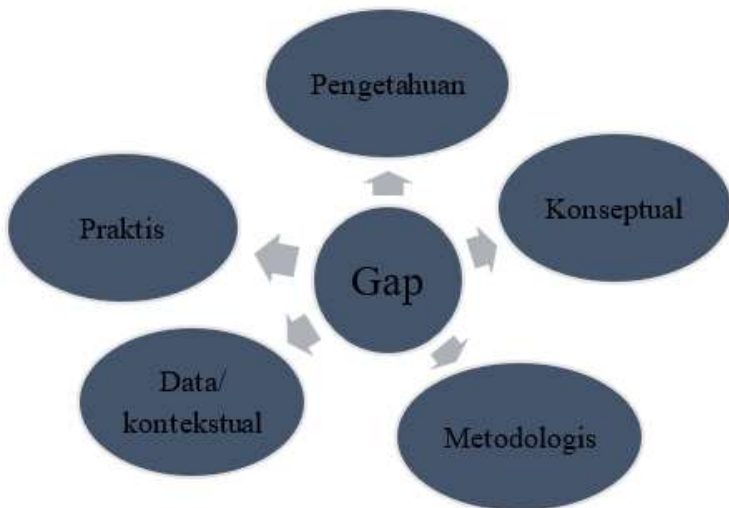 Pengetahuan
Konseptual
Praktis
Gap
Data/
kontekstual
Metodologis